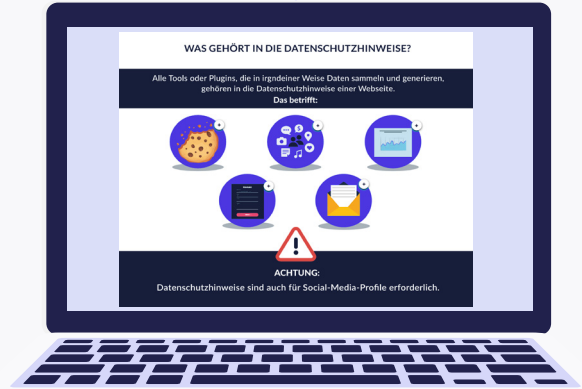 WAS GEHÖRT IN DIE DATENSCHUTZHINWEISE?
Alle Tools oder Plugins, die in irgndeiner Weise Daten sammeln und generieren,
gehören in die Datenschutzhinweise einer Webseite.
Das betrifft:
ACHTUNG:
Datenschutzhinweise sind auch für Social-Media-Profile erforderlich.